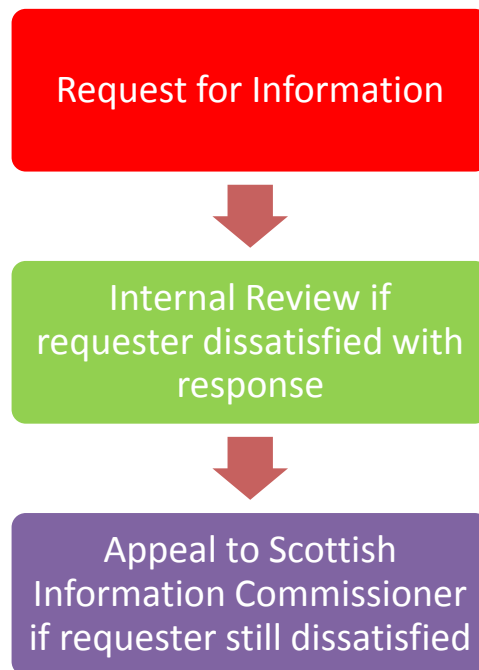 Request for Information
Internal Review if
requester dissatisfied with
response
Appeal to Scottish
Information Commissioner
if requester still dissatisfied